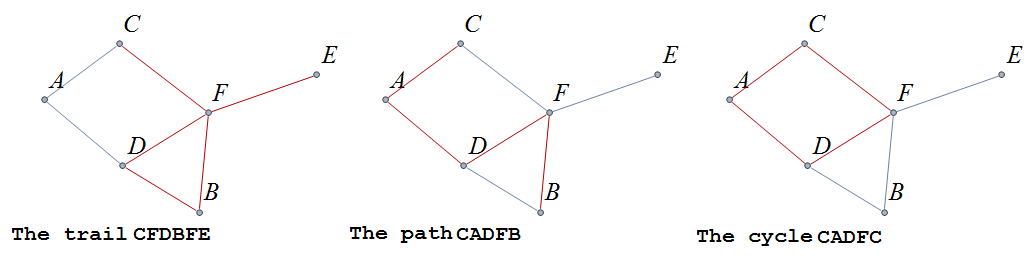 C
E
A
F
D
B
The trail CFDBFE
C
E
A
F
D
B
The path CADFB
C
E
A
F
D
B
The cycle CADFC